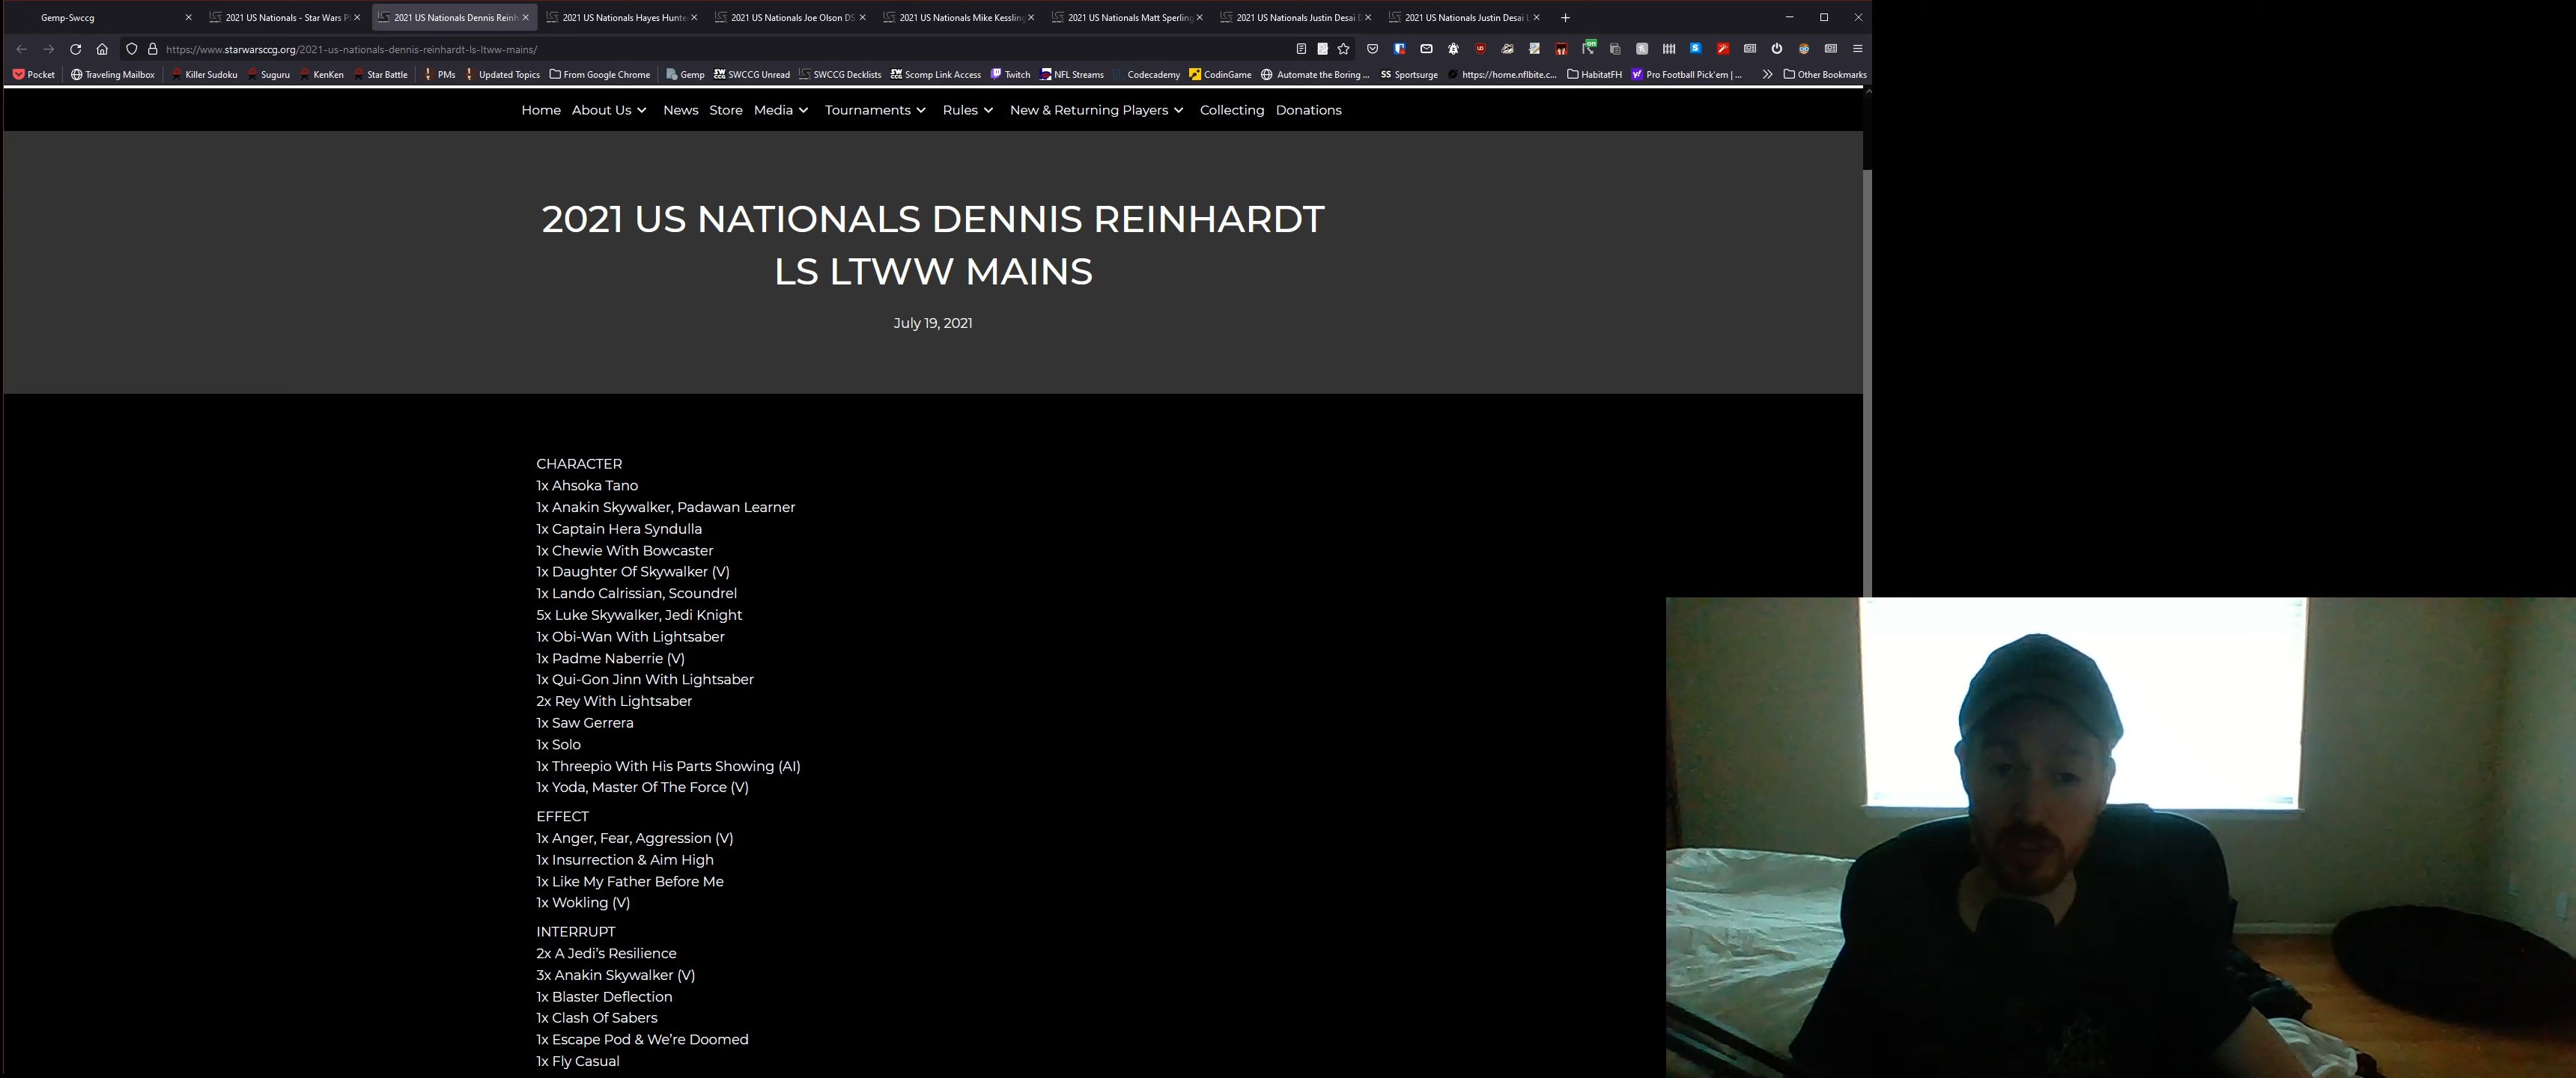 Gemp-Swccg
2021 US Nationals - Star Wars Pl
2021 US Nationals Dennis Reinh
2021 US Nationals Hayes Hunte
2021 US Nationals Joe Olson DS
2021 US Nationals Mike Kessling
2021 US Nationals Matt Sperling
2021 US Nationals Justin Desai D
2021 US Nationals Justin Desai L
https://www.starwarsccg.org/2021-us-nationals-dennis-reinhardt-ls-ltww-mains/
on
Pocket Traveling Mailbox Killer Sudoku Suguru KenKen Star Battle PMs Updated Topics From Google Chrome Gemp SWCCG Unread SWCCG Decklists Scomp Link Access Twitch NFL Streams Codecademy CodinGame Automate the Boring ... Sportsurge https://home.nflbite.c... HabitatFH Pro Football Pick'em | ... Other Bookmarks
Home About Us News Store Media Tournaments Rules New & Returning Players Collecting Donations
2021 US NATIONALS DENNIS REINHARDT
LS LTWW MAINS
July 19, 2021
CHARACTER
1x Ahsoka Tano
1x Anakin Skywalker, Padawan Learner
1x Captain Hera Syndulla
1x Chewie With Bowcaster
1x Daughter Of Skywalker (V)
1x Lando Calrissian, Scoundrel
5x Luke Skywalker, Jedi Knight
1x Obi-Wan With Lightsaber
1x Padme Naberrie (V)
1x Qui-Gon Jinn With Lightsaber
2x Rey With Lightsaber
1x Saw Gerrera
1x Solo
1x Threepio With His Parts Showing (AI)
1x Yoda, Master Of The Force (V)
EFFECT
1x Anger, Fear, Aggression (V)
1x Insurrection & Aim High
1x Like My Father Before Me
1x Wokling (V)
INTERRUPT
2x A Jedi's Resilience
3x Anakin Skywalker (V)
1x Blaster Deflection
1x Clash Of Sabers
1x Escape Pod & We're Doomed
1x Fly Casual